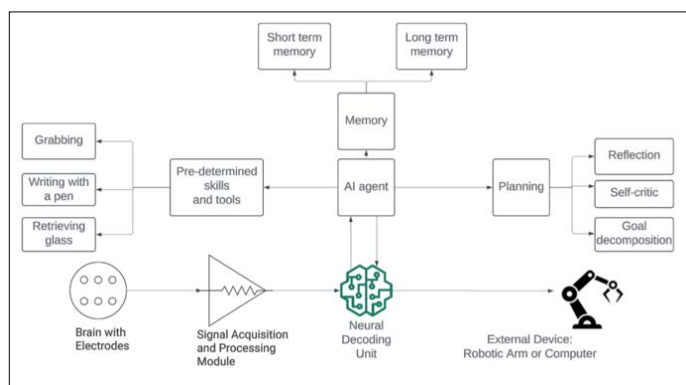 Short term
memory
Long term
memory
Memory
Grabbing
Writing with
a pen
Retrieving
glass
Pre-determined
skills
and tools
AI agent
Planning
Reflection
Self-critic
Goal
decomposition
Brain with
Electrodes
Signal Acquisition
and Processing
Module
Neural
Decoding
Unit
External Device:
Robotic Arm or Computer